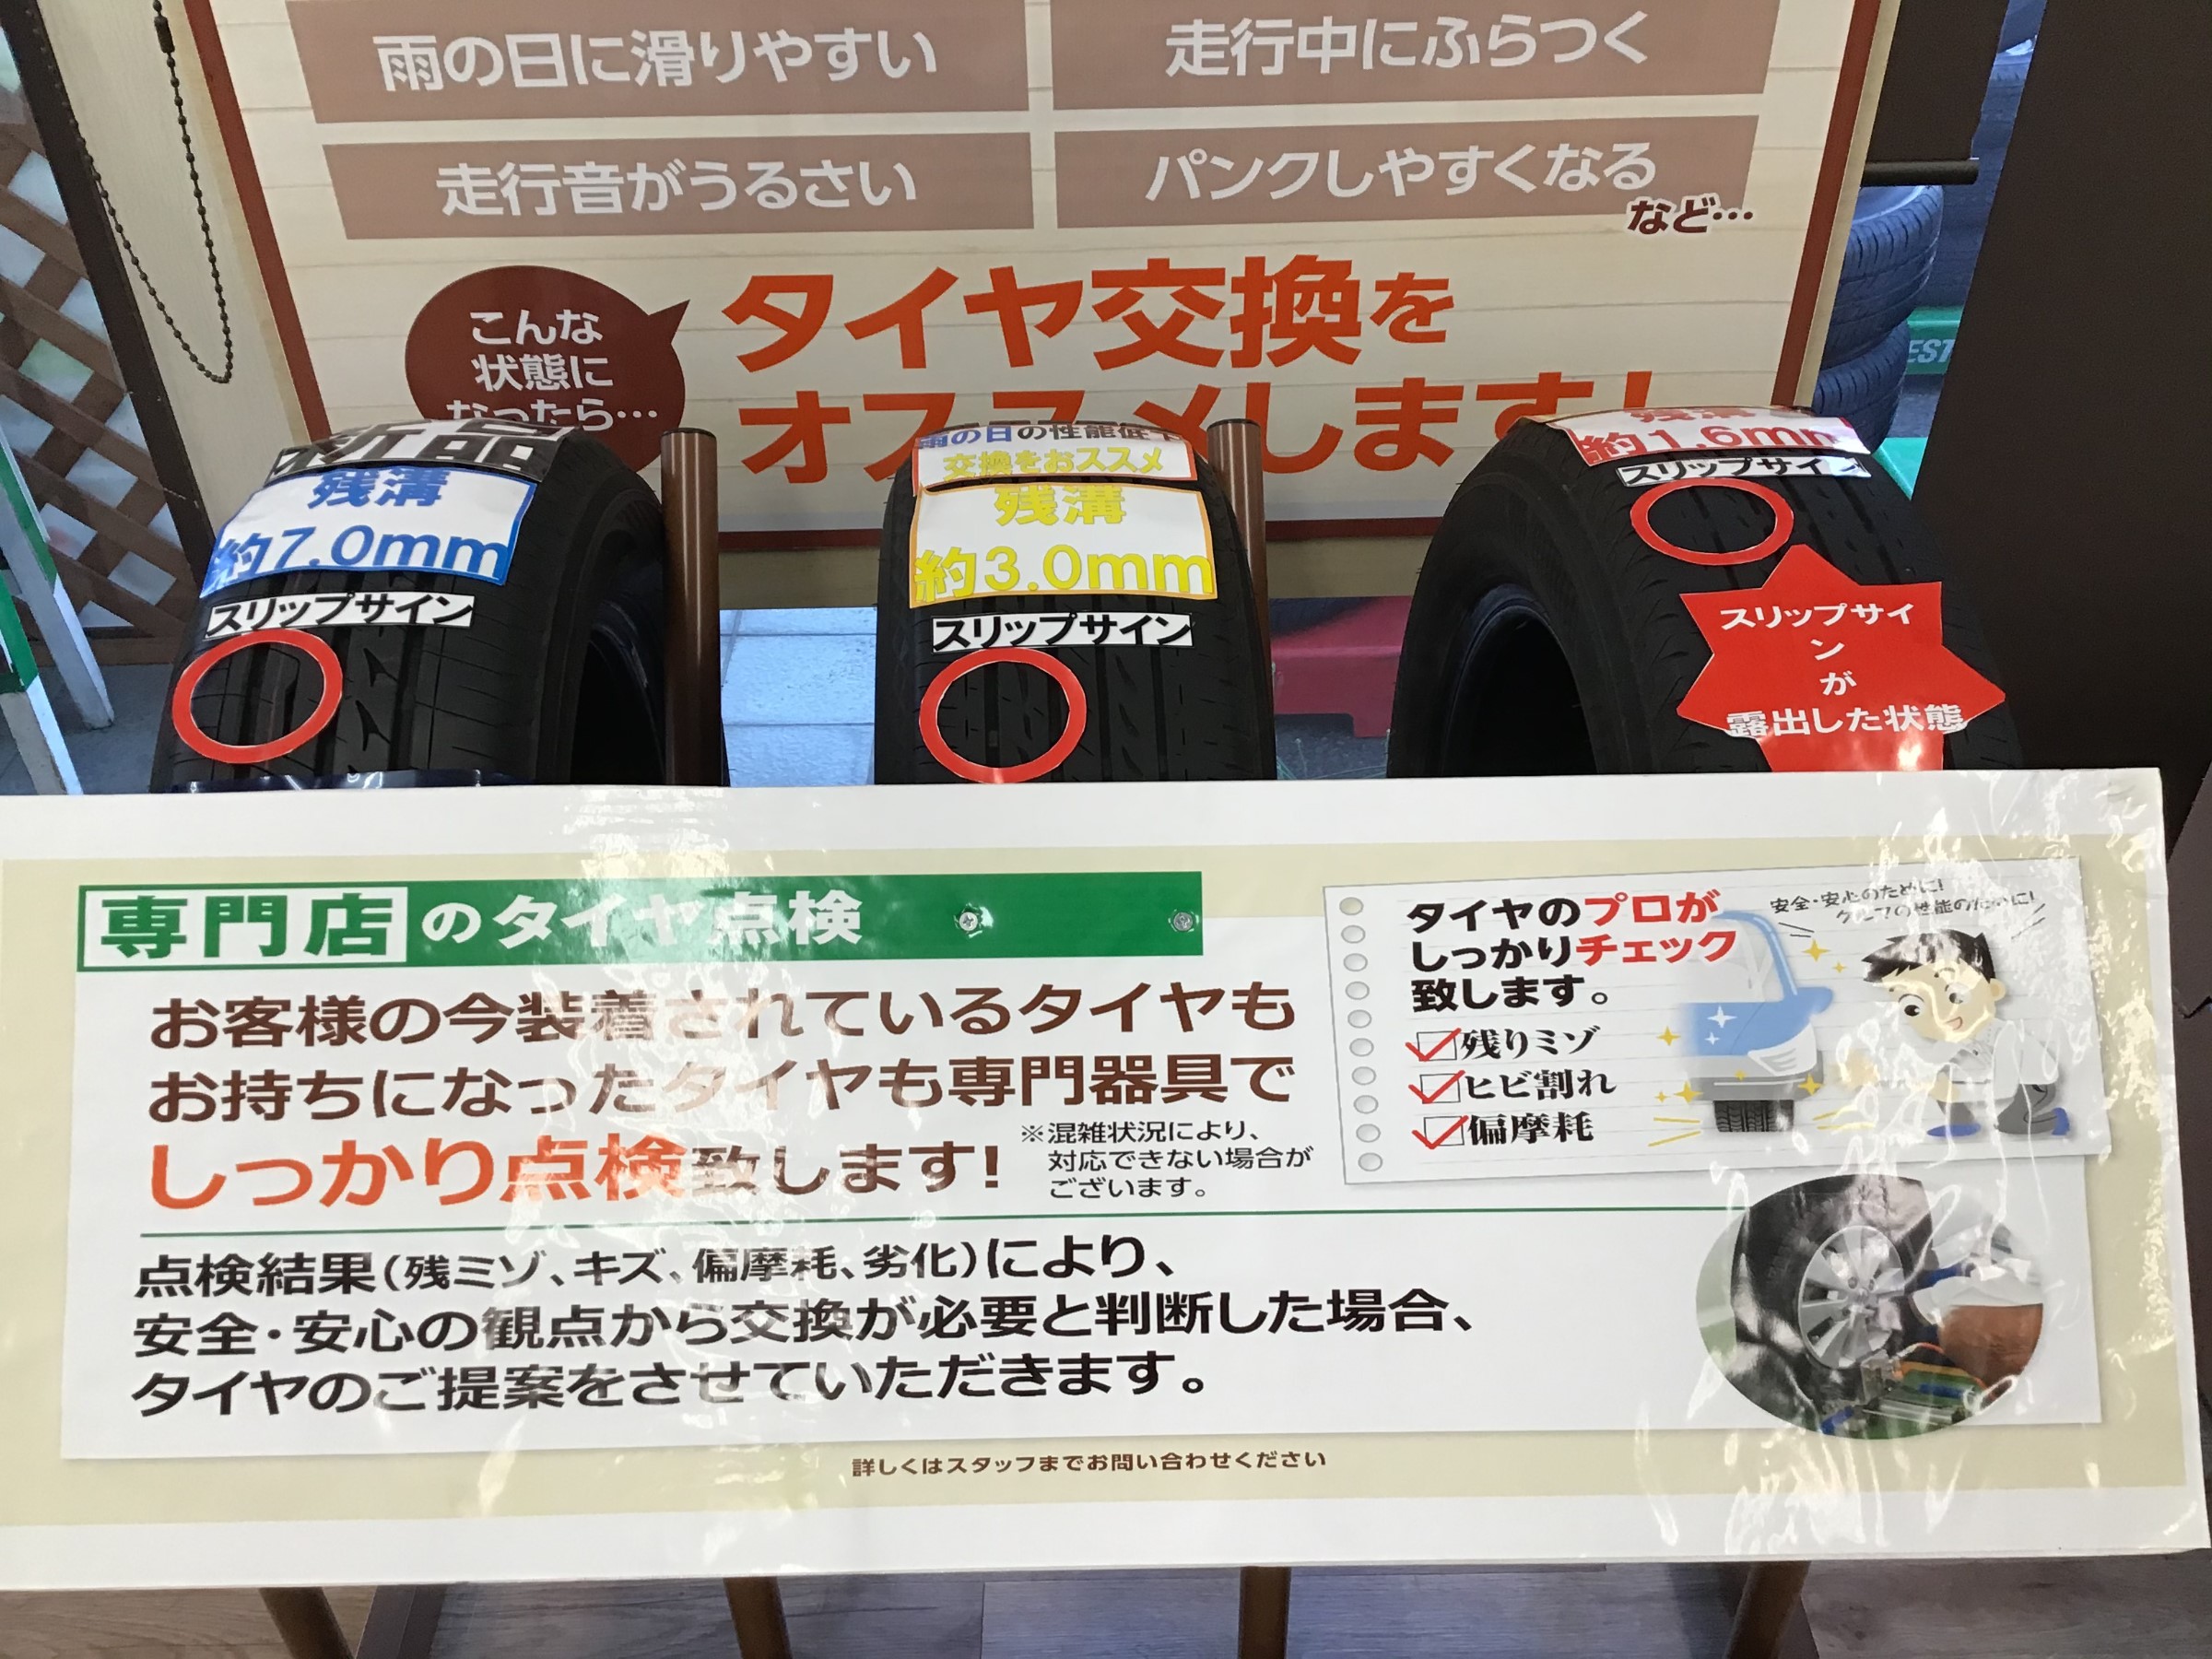 雨の日に滑りやすい
走行中にふらつく
走行音がうるさい
パンクしやすくなる
など…
こんな
状態に
なったら…
タイヤ交換を
オススメします!
新品
残溝
約7.0mm
スリップサイン
雨の日の性能低下
交換をおススメ
残溝
約3.0mm
スリップサイン
残溝
約1.6mm
スリップサイン
スリップサイ
ン
が
露出した状態
専門店のタイヤ点検
お客様の今装着されているタイヤも
お持ちになったタイヤも専門器具で
しっかり点検致します!
※混雑状況により、
対応できない場合が
ございます。
タイヤのプロが
しっかりチェック
致します。
残りミゾ
ヒビ割れ
偏摩耗
安全・安心のために!
クルマの性能のために!
点検結果(残ミゾ、キズ、偏摩耗、劣化)により、
安全・安心の観点から交換が必要と判断した場合、
タイヤのご提案をさせていただきます。
詳しくはスタッフまでお問い合わせください